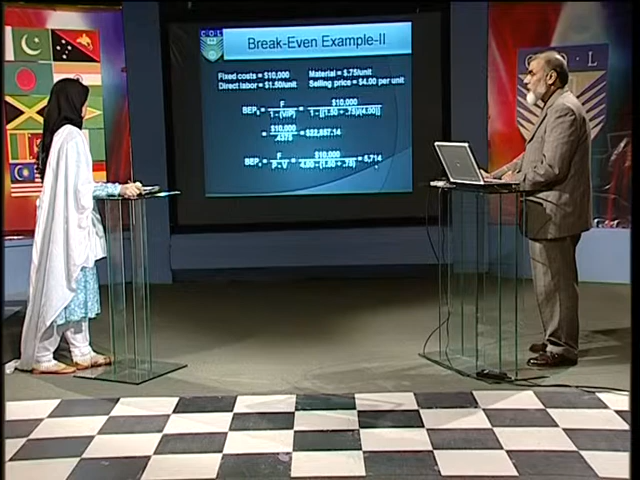 C O L
Break-Even Example-II
Fixed costs = $10,000 Material = $.75/unit
Direct labor = $1.50/unit Selling price = $4.00 per unit
BEP$ = F / 1 - (V/P) = $10,000 / 1 - [(1.50 + .75)/(4.00)]
= $10,000 / .4375 = $22,857.14
BEPx = F / P - V = $10,000 / 4.00 - (1.50 + .75) = 5,714
C O L